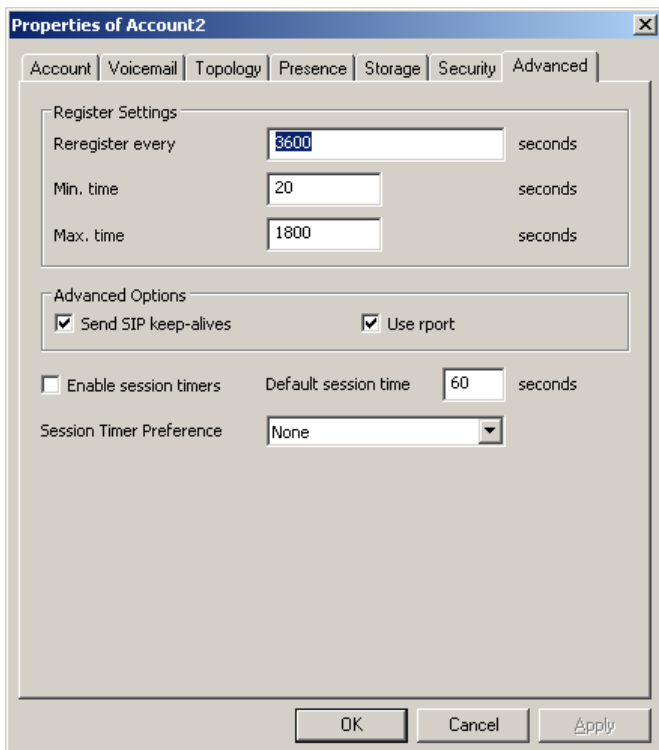 Properties of Account2
Account Voicemail Topology Presence Storage Security Advanced
Register Settings
Reregister every 3600 seconds
Min. time 20 seconds
Max. time 1800 seconds
Advanced Options
Send SIP keep-alives Use rport
Enable session timers Default session time 60 seconds
Session Timer Preference None
OK Cancel Apply